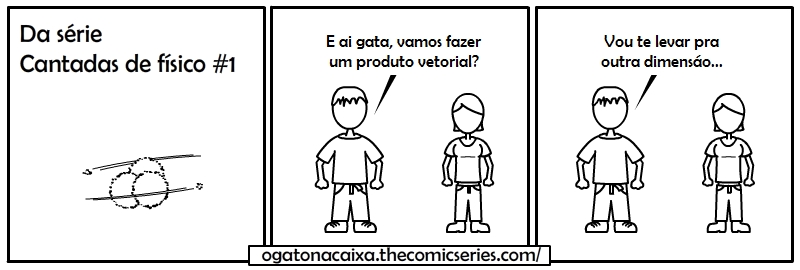 Da série
Cantadas de físico #1
E ai gata, vamos fazer
um produto vetorial?
Vou te levar pra
outra dimensáo...
ogatonacaixa.thecomicseries.com/